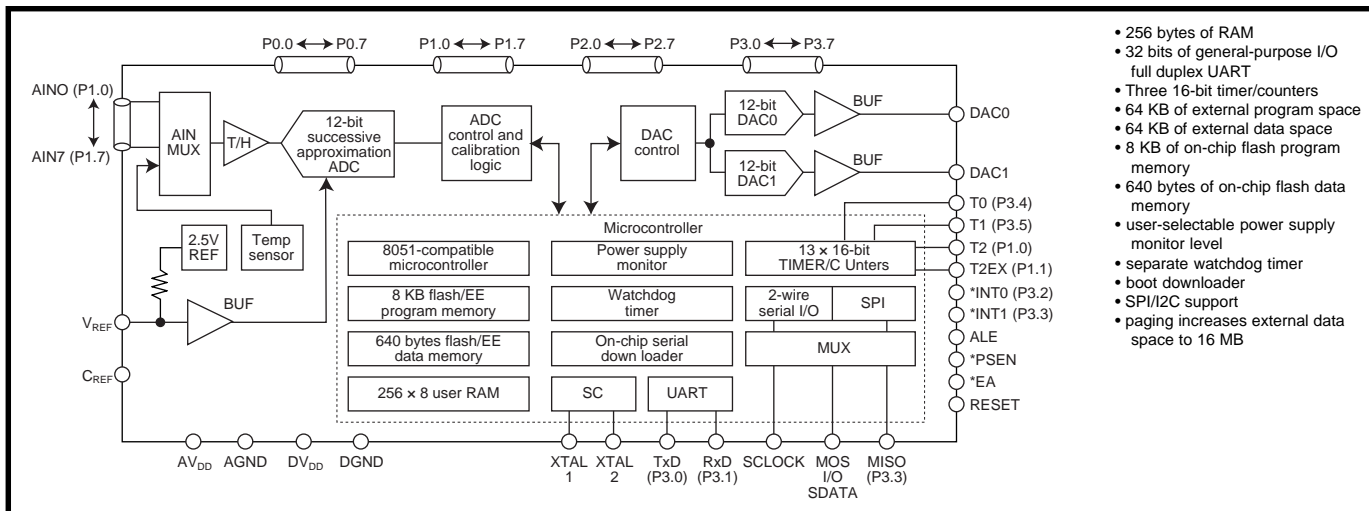 P0.0 P0.7
P1.0 P1.7
P2.0 P2.7
P3.0 P3.7
AINO (P1.0)
AIN7 (P1.7)
AIN
MUX
T/H
12-bit
successive
approximation
ADC
ADC
control and
calibration
logic
DAC
control
12-bit
DAC0
BUF
DAC0
12-bit
DAC1
BUF
DAC1
2.5V
REF
Temp
sensor
BUF
VREF
CREF
Microcontroller
8051-compatible
microcontroller
Power supply
monitor
13 × 16-bit
TIMER/C Unters
8 KB flash/EE
program memory
Watchdog
timer
2-wire
serial I/O
SPI
640 bytes flash/EE
data memory
On-chip serial
down loader
MUX
256 × 8 user RAM
SC
UART
T0 (P3.4)
T1 (P3.5)
T2 (P1.0)
T2EX (P1.1)
*INT0 (P3.2)
*INT1 (P3.3)
ALE
*PSEN
*EA
RESET
AVDD
AGND
DVDD
DGND
XTAL
1
XTAL
2
TxD
(P3.0)
RxD
(P3.1)
SCLOCK
MOS
I/O
SDATA
MISO
(P3.3)
• 256 bytes of RAM
• 32 bits of general-purpose I/O
full duplex UART
• Three 16-bit timer/counters
• 64 KB of external program space
• 64 KB of external data space
• 8 KB of on-chip flash program
memory
• 640 bytes of on-chip flash data
memory
• user-selectable power supply
monitor level
• separate watchdog timer
• boot downloader
• SPI/I2C support
• paging increases external data
space to 16 MB